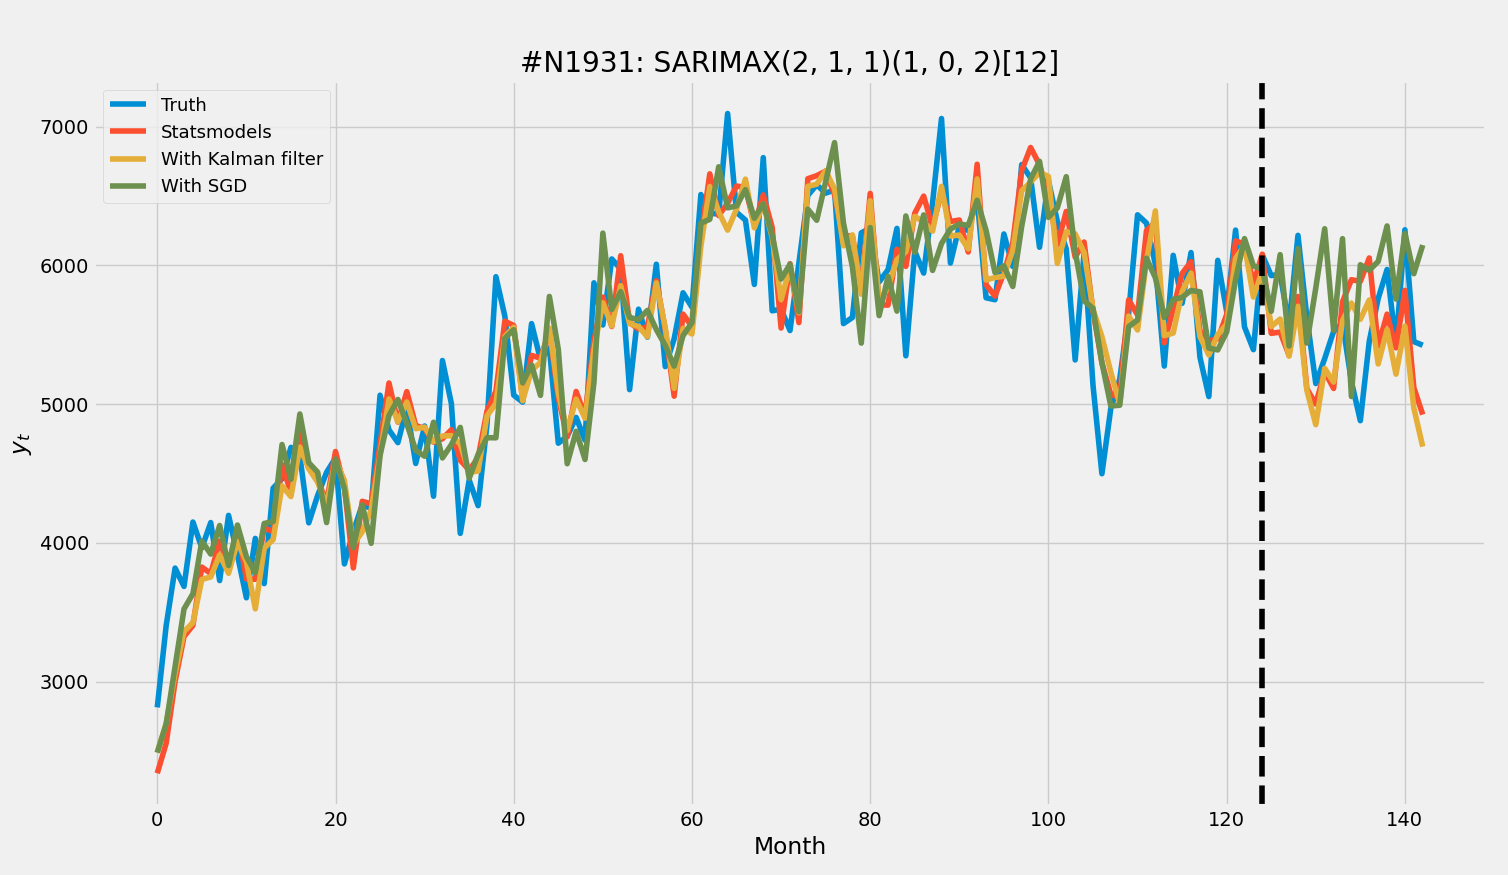 #N1931: SARIMAX(2, 1, 1)(1, 0, 2)[12]
Truth
Statsmodels
With Kalman filter
With SGD
7000
6000
5000
4000
3000
y_t
0 20 40 60 80 100 120 140
Month